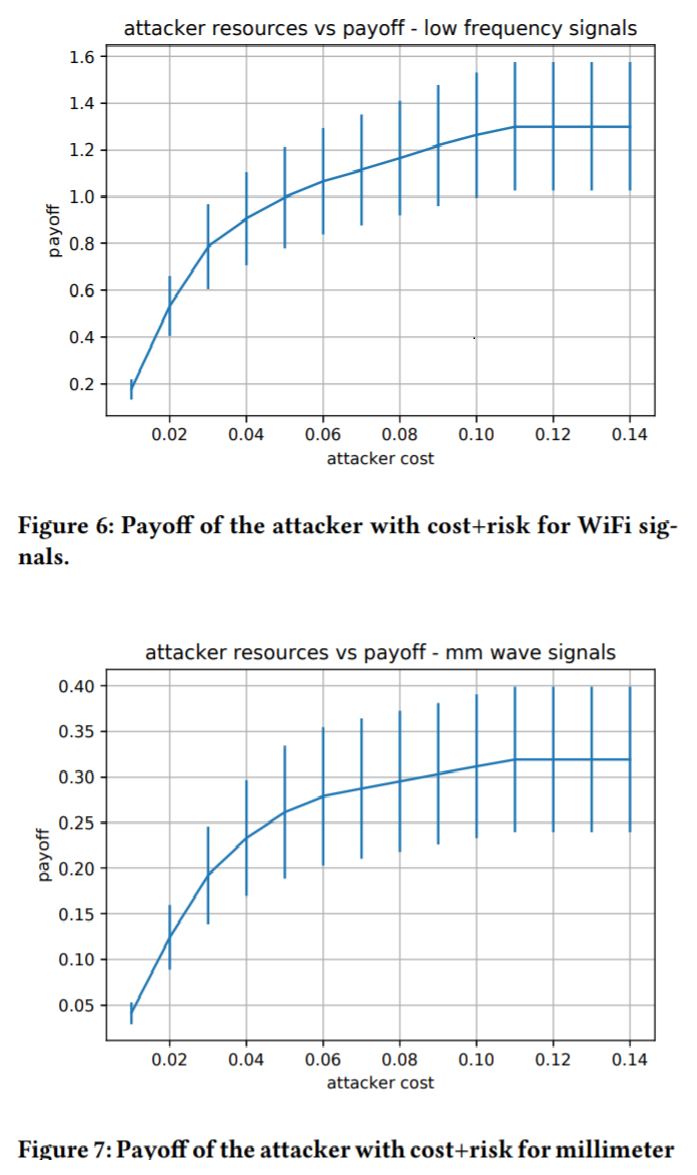 attacker resources vs payoff - low frequency signals
1.6
1.4
1.2
1.0
0.8
0.6
0.4
0.2
payoff
0.02 0.04 0.06 0.08 0.10 0.12 0.14
attacker cost
Figure 6: Payoff of the attacker with cost+risk for WiFi sig-
nals.
attacker resources vs payoff - mm wave signals
0.40
0.35
0.30
0.25
0.20
0.15
0.10
0.05
payoff
0.02 0.04 0.06 0.08 0.10 0.12 0.14
attacker cost
Figure 7: Payoff of the attacker with cost+risk for millimeter